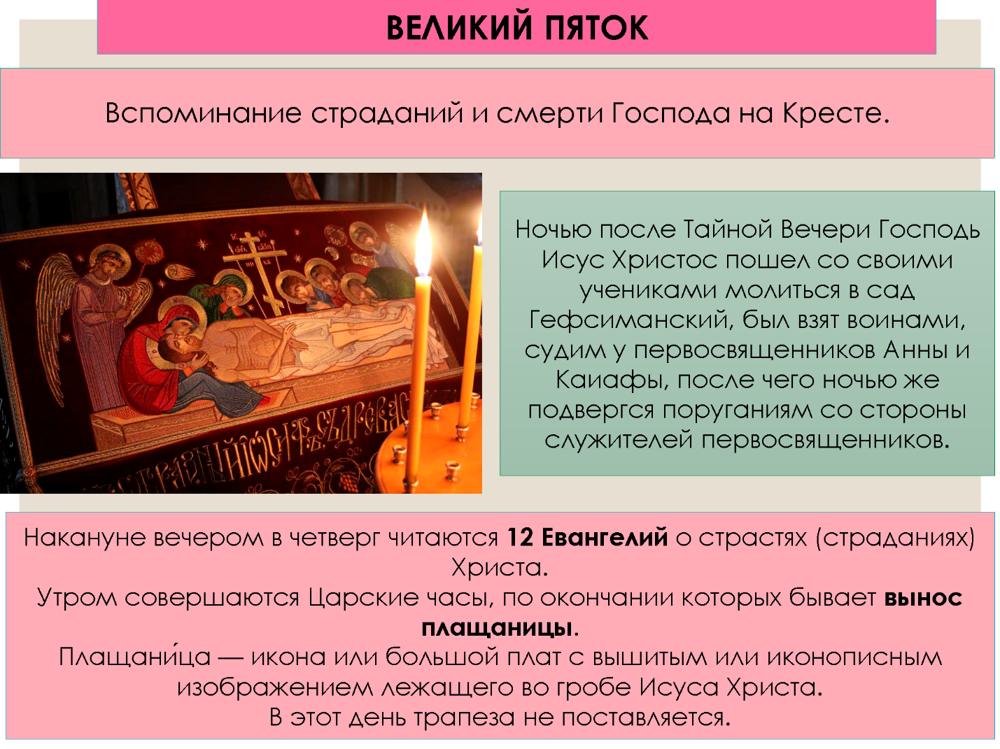 ВЕЛИКИЙ ПЯТОК
Вспоминание страданий и смерти Господа на Кресте.
Ночью после Тайной Вечери Господь
Исус Христос пошел со своими
учениками молиться в сад
Гефсиманский, был взят воинами,
судим у первосвященников Анны и
Каиафы, после чего ночью же
подвергся поруганиям со стороны
служителей первосвященников.
Накануне вечером в четверг читаются 12 Евангелий о страстях (страданиях)
Христа.
Утром совершаются Царские часы, по окончании которых бывает вынос
плащаницы.
Плащани́ца — икона или большой плат с вышитым или иконописным
изображением лежащего во гробе Исуса Христа.
В этот день трапеза не поставляется.